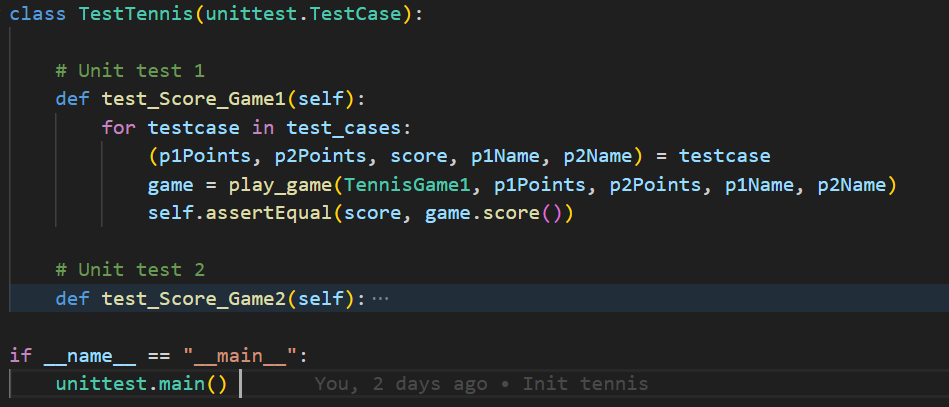 class TestTennis(unittest.TestCase):
# Unit test 1
def test_Score_Game1(self):
for testcase in test_cases:
(p1Points, p2Points, score, p1Name, p2Name) = testcase
game = play_game(TennisGame1, p1Points, p2Points, p1Name, p2Name)
self.assertEqual(score, game.score())
# Unit test 2
def test_Score_Game2(self): ···
if __name__ == "__main__":
unittest.main() You, 2 days ago • Init tennis